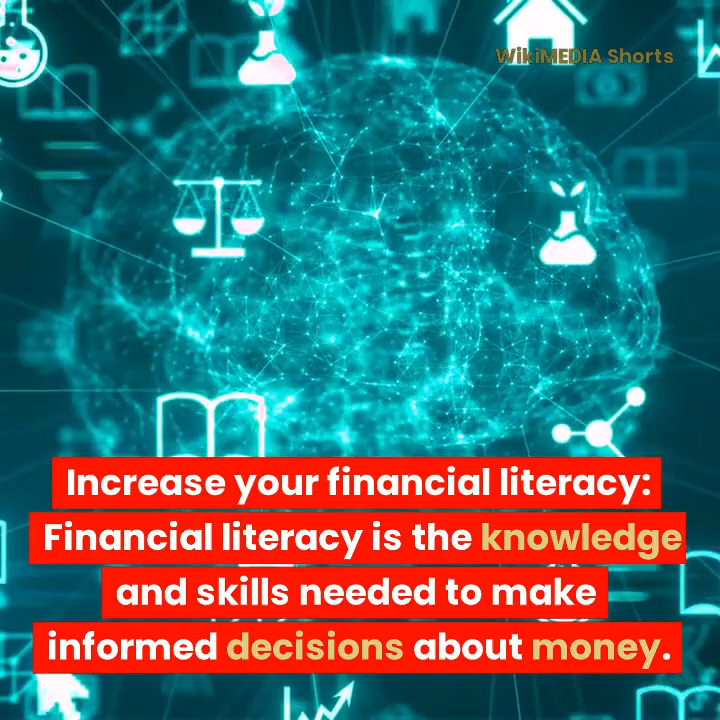 WikiMEDIA Shorts
Increase your financial literacy:
Financial literacy is the knowledge
and skills needed to make
informed decisions about money.